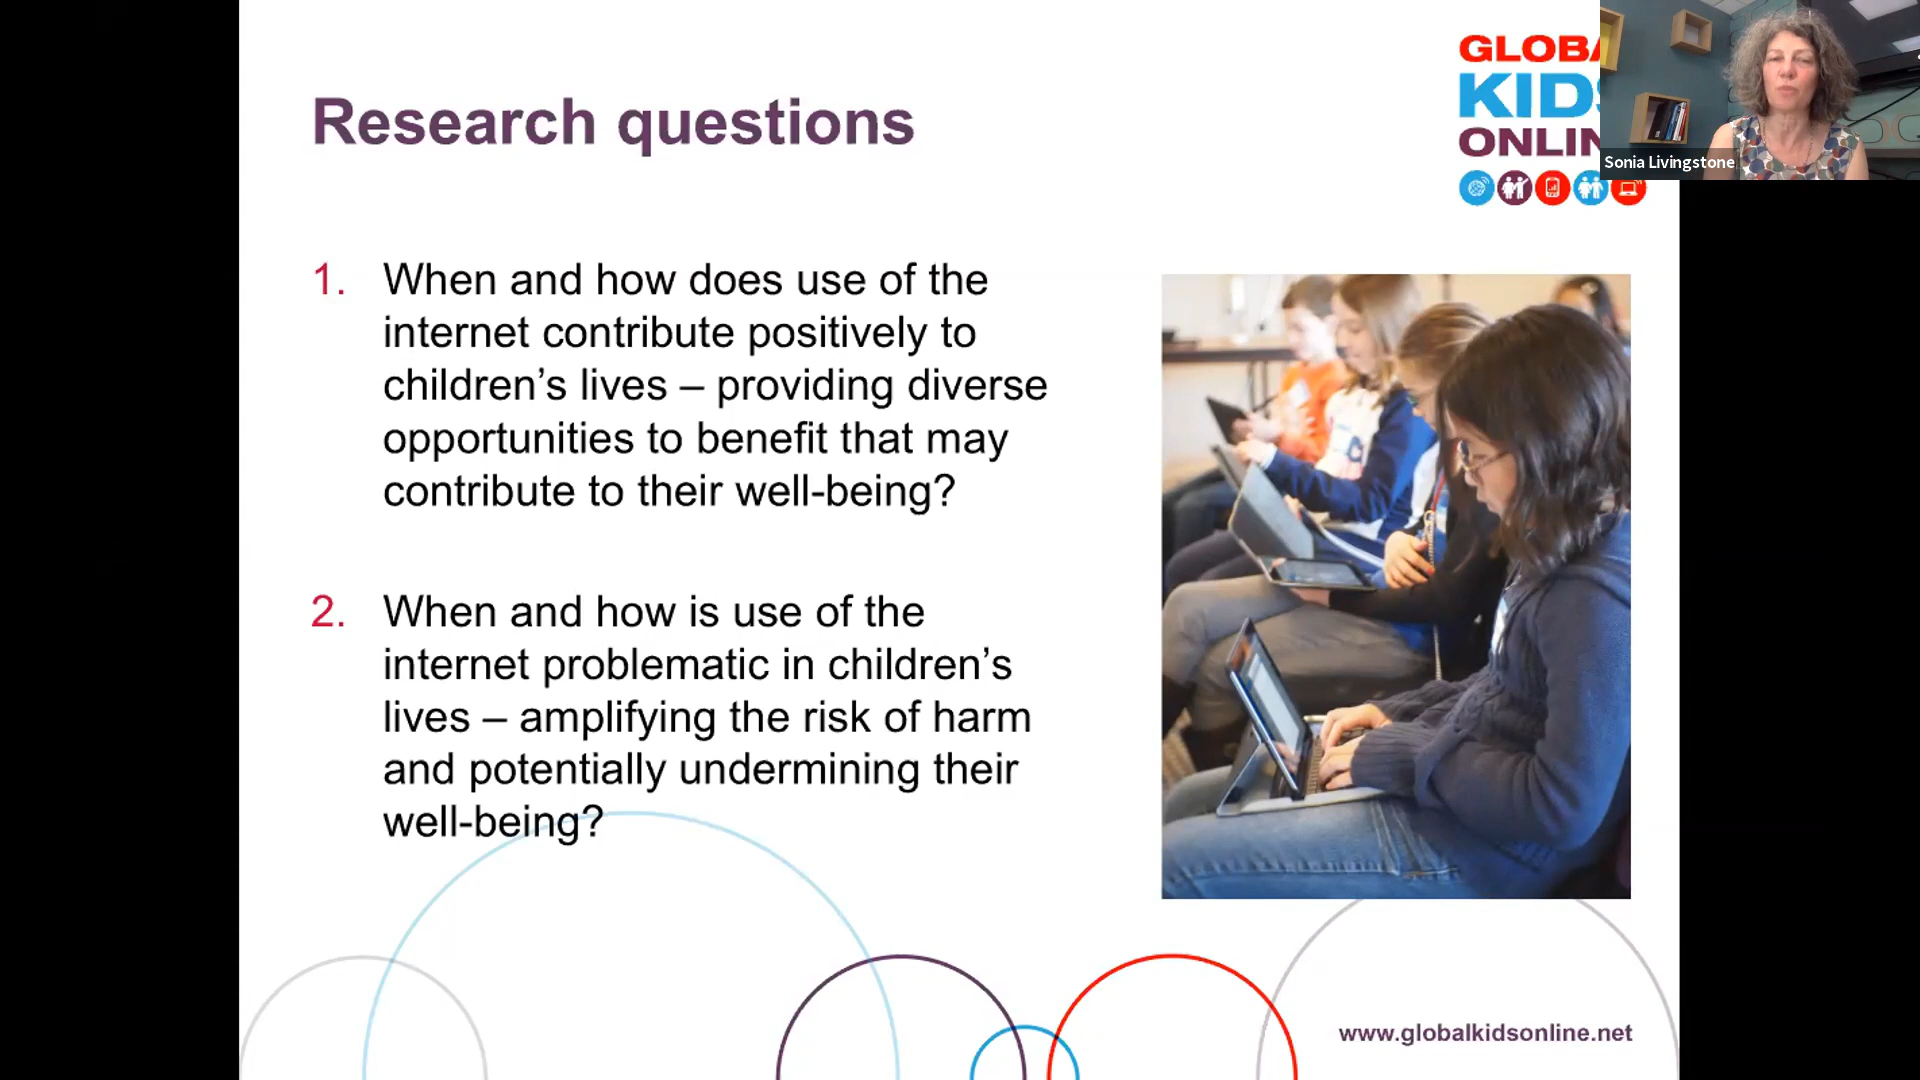 Research questions
GLOBA
KIDS
ONLIN
Sonia Livingstone
1. When and how does use of the
internet contribute positively to
children’s lives – providing diverse
opportunities to benefit that may
contribute to their well-being?
2. When and how is use of the
internet problematic in children’s
lives – amplifying the risk of harm
and potentially undermining their
well-being?
www.globalkidsonline.net